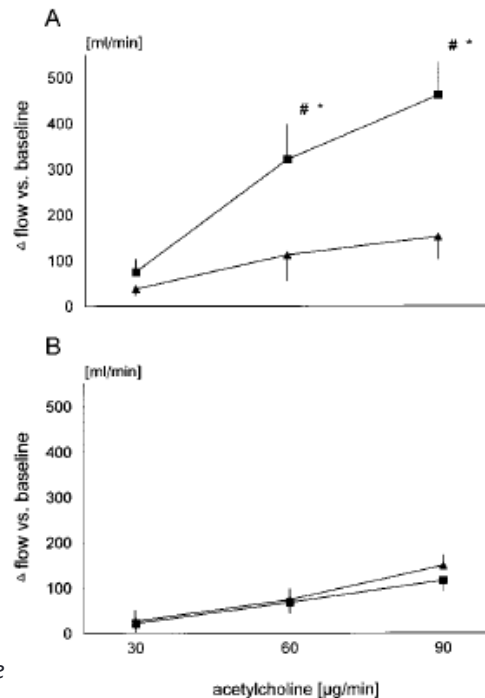 A
[ml/min]
# *
# *
500
400
300
200
100
0
Δ flow vs. baseline
B
[ml/min]
500
400
300
200
100
0
Δ flow vs. baseline
30
60
90
acetylcholine [µg/min]
e